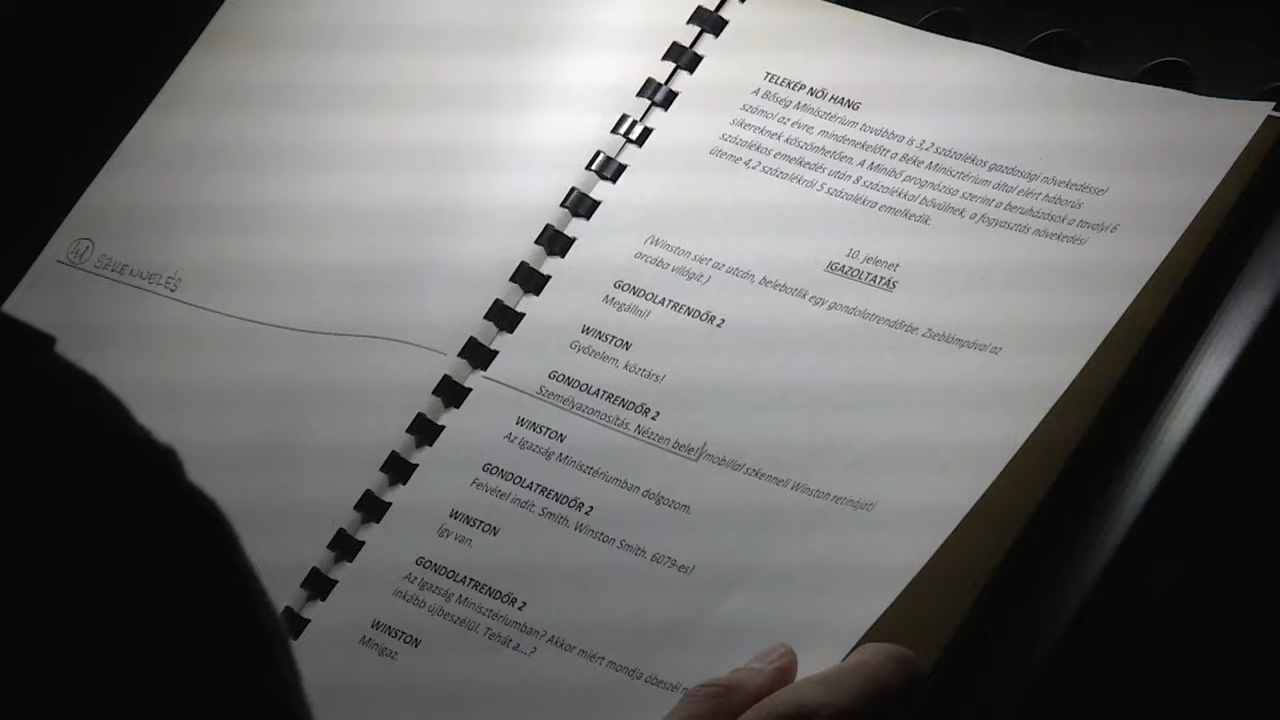 41 SZKENNELÉS
TELEKÉP NŐI HANG
A Bőség Minisztérium továbbra is 3,2 százalékos gazdasági növekedéssel
számol az évre, mindenekelőtt a Béke Minisztérium által elért háborús
sikereknek köszönhetően. A Minibő prognózisa szerint a beruházások a tavalyi 6
százalékos emelkedés után 8 százalékkal bővülnek, a fogyasztás növekedési
üteme 4,2 százalékról 5 százalékra emelkedik.
10. jelenet
IGAZOLTATÁS
(Winston siet az utcán, belebotlik egy gondolatrendőrbe. Zseblámpával az
arcába világít.)
GONDOLATRENDŐR 2
Megállni!
WINSTON
Győzelem, köztárs!
GONDOLATRENDŐR 2
Személyazonosítás. Nézzen bele! (mobillal szkenneli Winston retináját)
WINSTON
Az Igazság Minisztériumban dolgozom.
GONDOLATRENDŐR 2
Felvétel indít. Smith. Winston Smith. 6079-es!
WINSTON
Így van.
GONDOLATRENDŐR 2
Az Igazság Minisztériumban? Akkor miért mondja óbeszél
inkább újbeszélül. Tehát a...?
WINSTON
Minigaz.